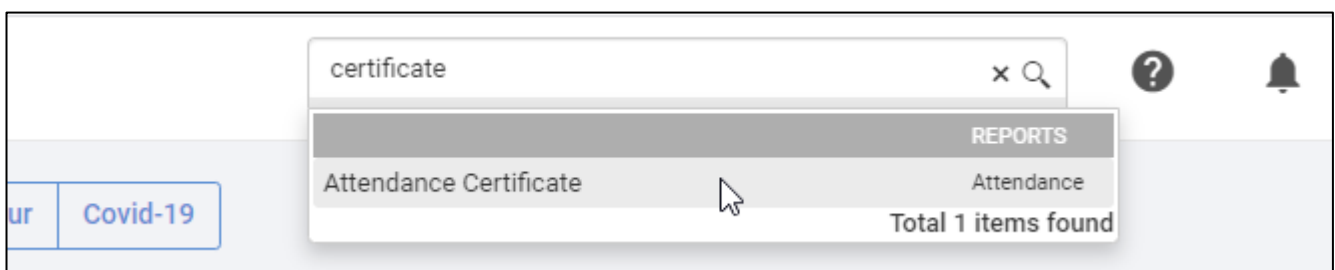 certificate
REPORTS
Attendance Certificate Attendance
Total 1 items found
ur Covid-19